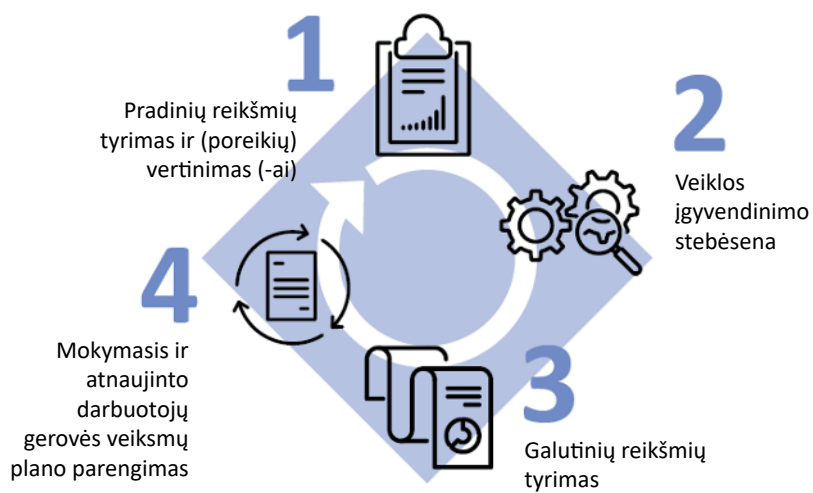 1
Pradinių reikšmių
tyrimas ir (poreikių)
vertinimas (-ai)
2
Veiklos
įgyvendinimo
stebėsena
3
Galutinių reikšmių
tyrimas
4
Mokymasis ir
atnaujinto
darbuotojų
gerovės veiksmų
plano parengimas